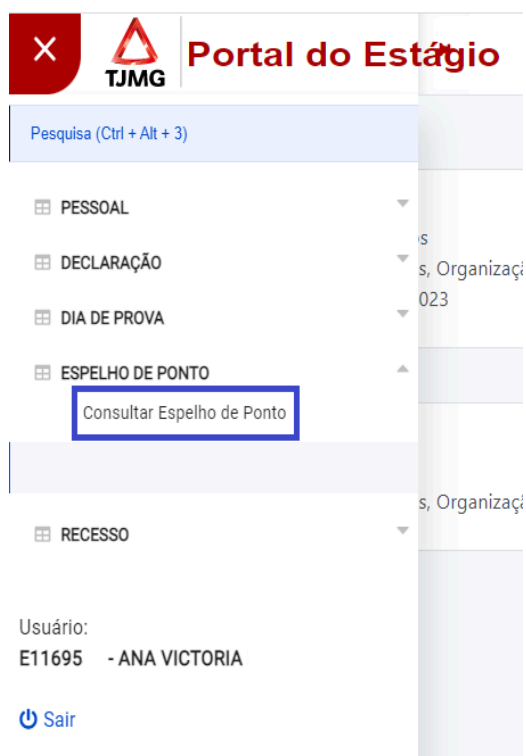 TJMG
Portal do Estágio
Pesquisa (Ctrl + Alt + 3)
PESSOAL
s
DECLARAÇÃO
s, Organizaçã
023
DIA DE PROVA
ESPELHO DE PONTO
Consultar Espelho de Ponto
s, Organizaçã
RECESSO
Usuário:
E11695 - ANA VICTORIA
Sair